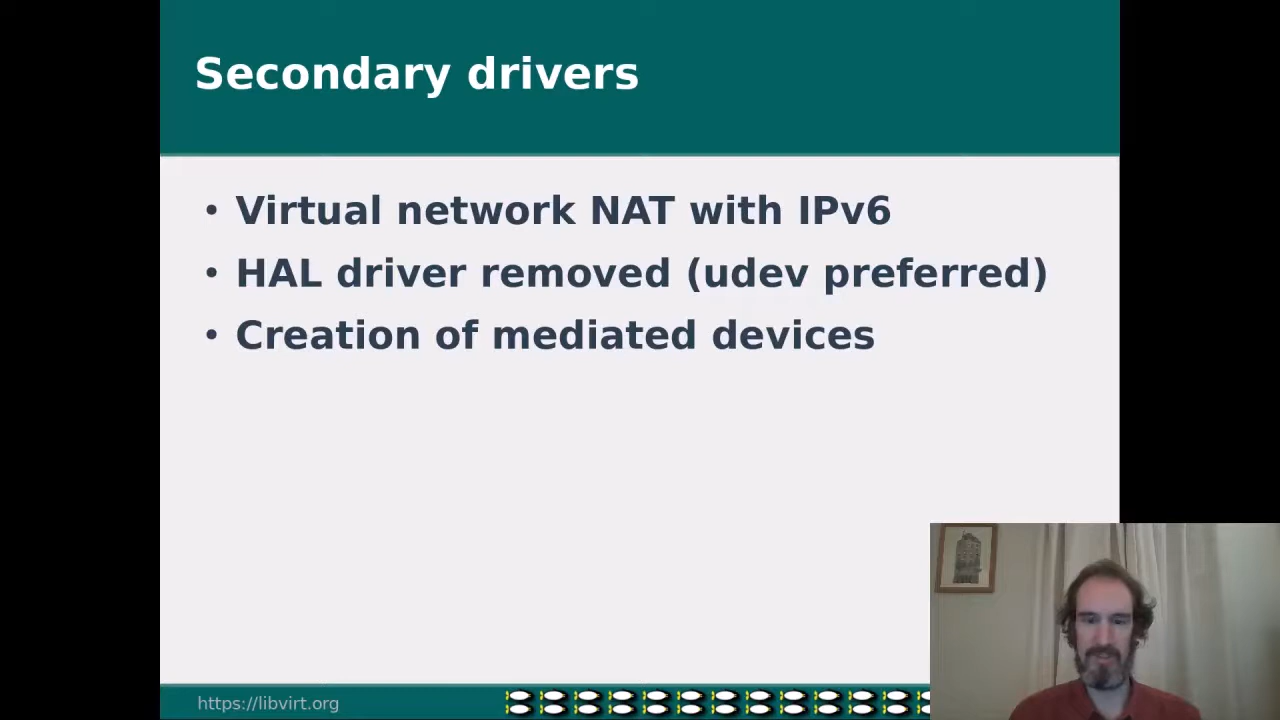 Secondary drivers
• Virtual network NAT with IPv6
• HAL driver removed (udev preferred)
• Creation of mediated devices
https://libvirt.org